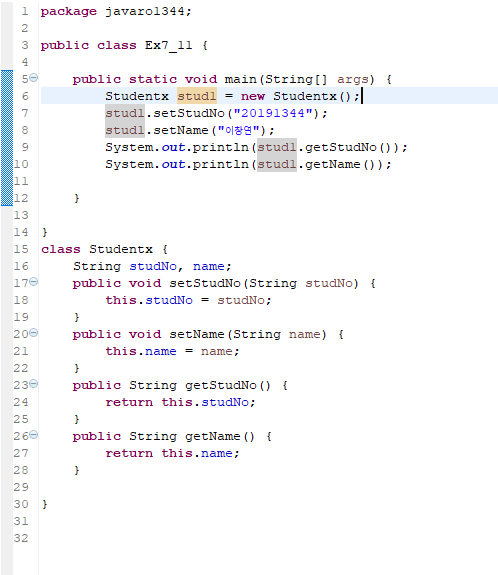 1 package javaro1344;
2
3 public class Ex7_11 {
4
5 public static void main(String[] args) {
6 Studentx stud1 = new Studentx();
7 stud1.setStudNo("20191344");
8 stud1.setName("이창연");
9 System.out.println(stud1.getStudNo());
10 System.out.println(stud1.getName());
11
12 }
13
14 }
15 class Studentx {
16 String studNo, name;
17 public void setStudNo(String studNo) {
18 this.studNo = studNo;
19 }
20 public void setName(String name) {
21 this.name = name;
22 }
23 public String getStudNo() {
24 return this.studNo;
25 }
26 public String getName() {
27 return this.name;
28 }
29
30 }
31
32